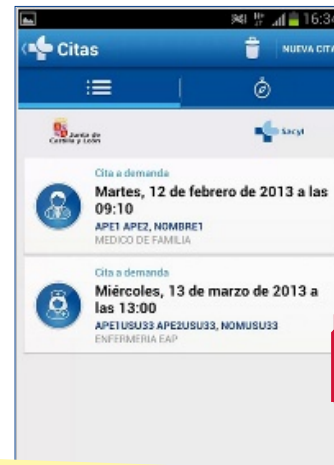 16:34
Citas
NUEVA CITA
Junta de
Castilla y León
Sacyl
Cita a demanda
Martes, 12 de febrero de 2013 a las
09:10
APE1 APE2, NOMBRE1
MEDICO DE FAMILIA
Cita a demanda
Miércoles, 13 de marzo de 2013 a
las 13:00
APE1USU33 APE2USU33, NOMUSU33
ENFERMERIA EAP